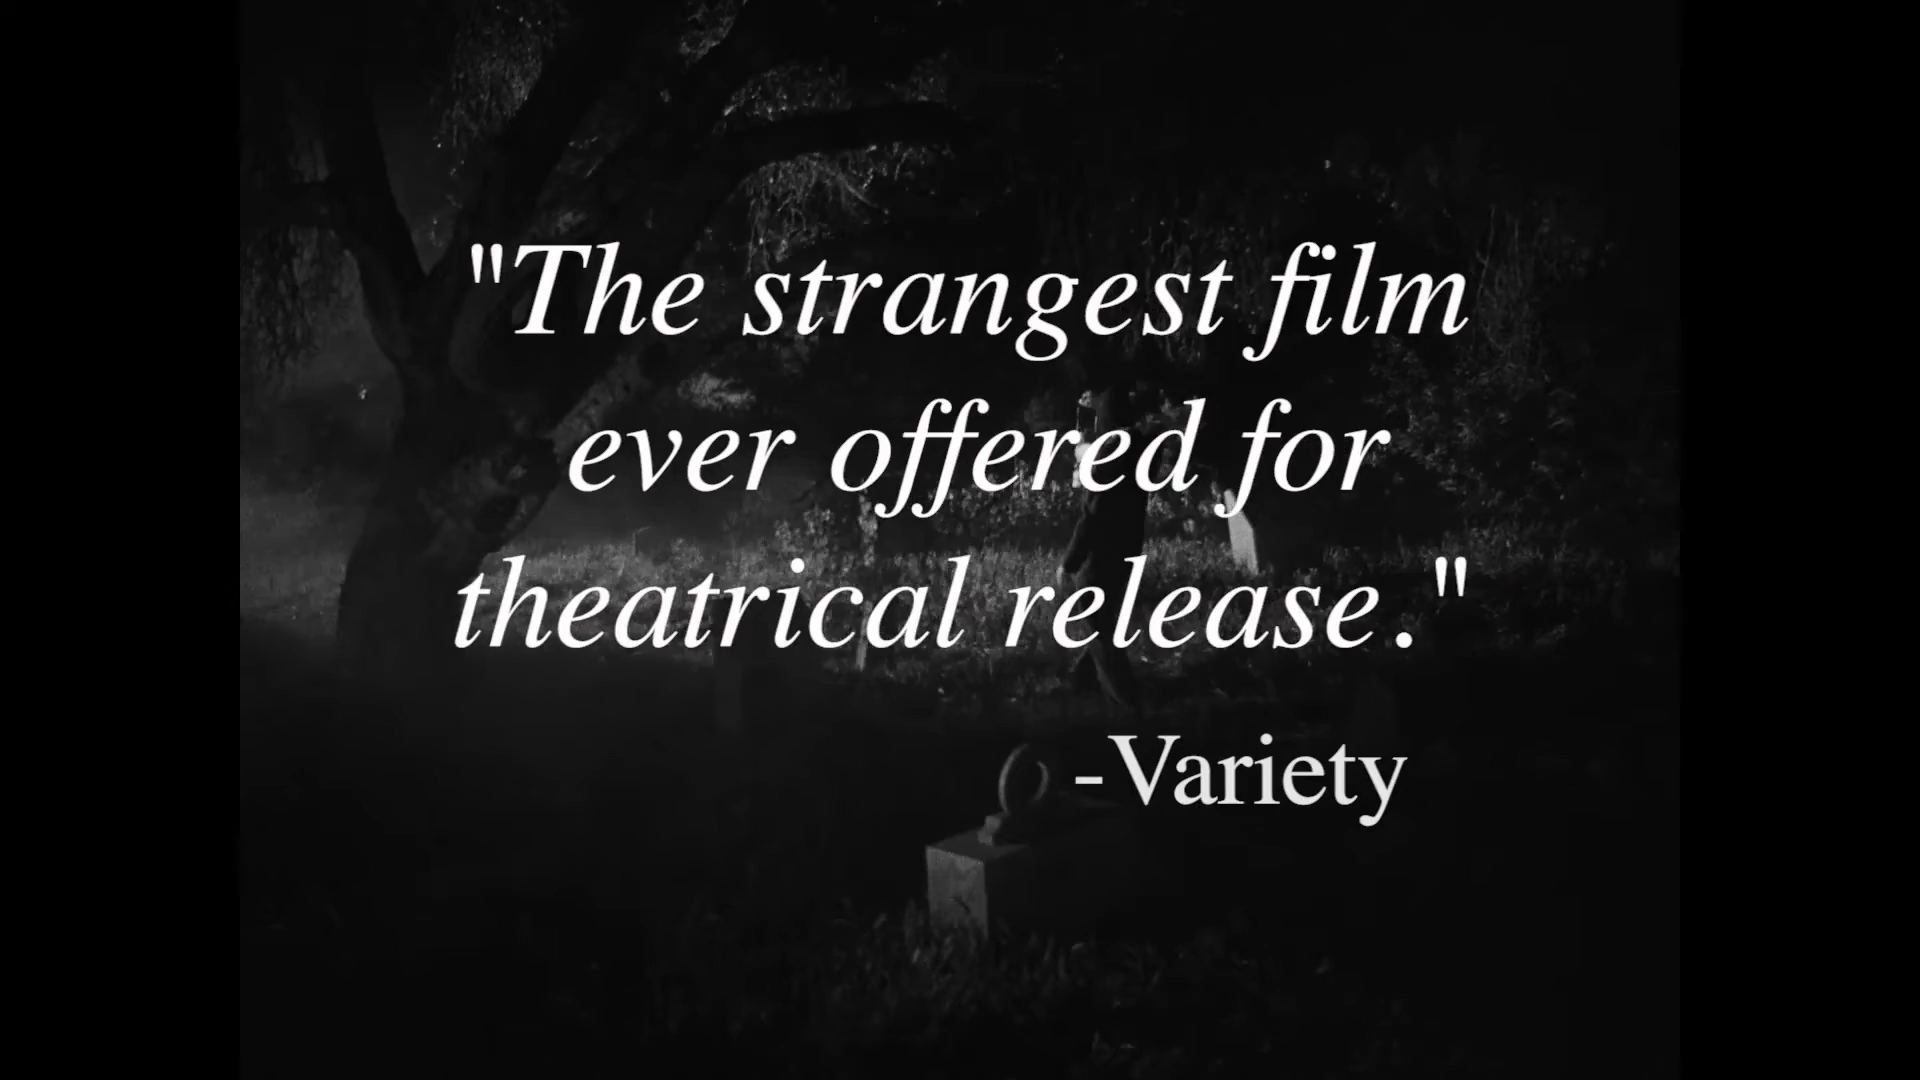 "The strangest film
ever offered for
theatrical release."
-Variety